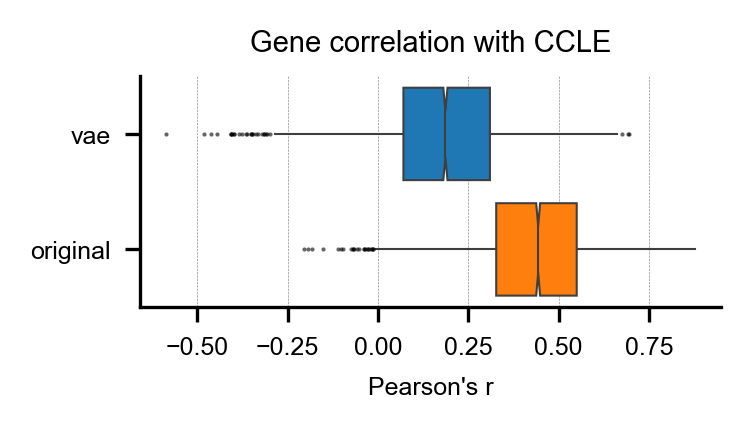 Gene correlation with CCLE
vae
original
−0.50 −0.25 0.00 0.25 0.50 0.75
Pearson's r